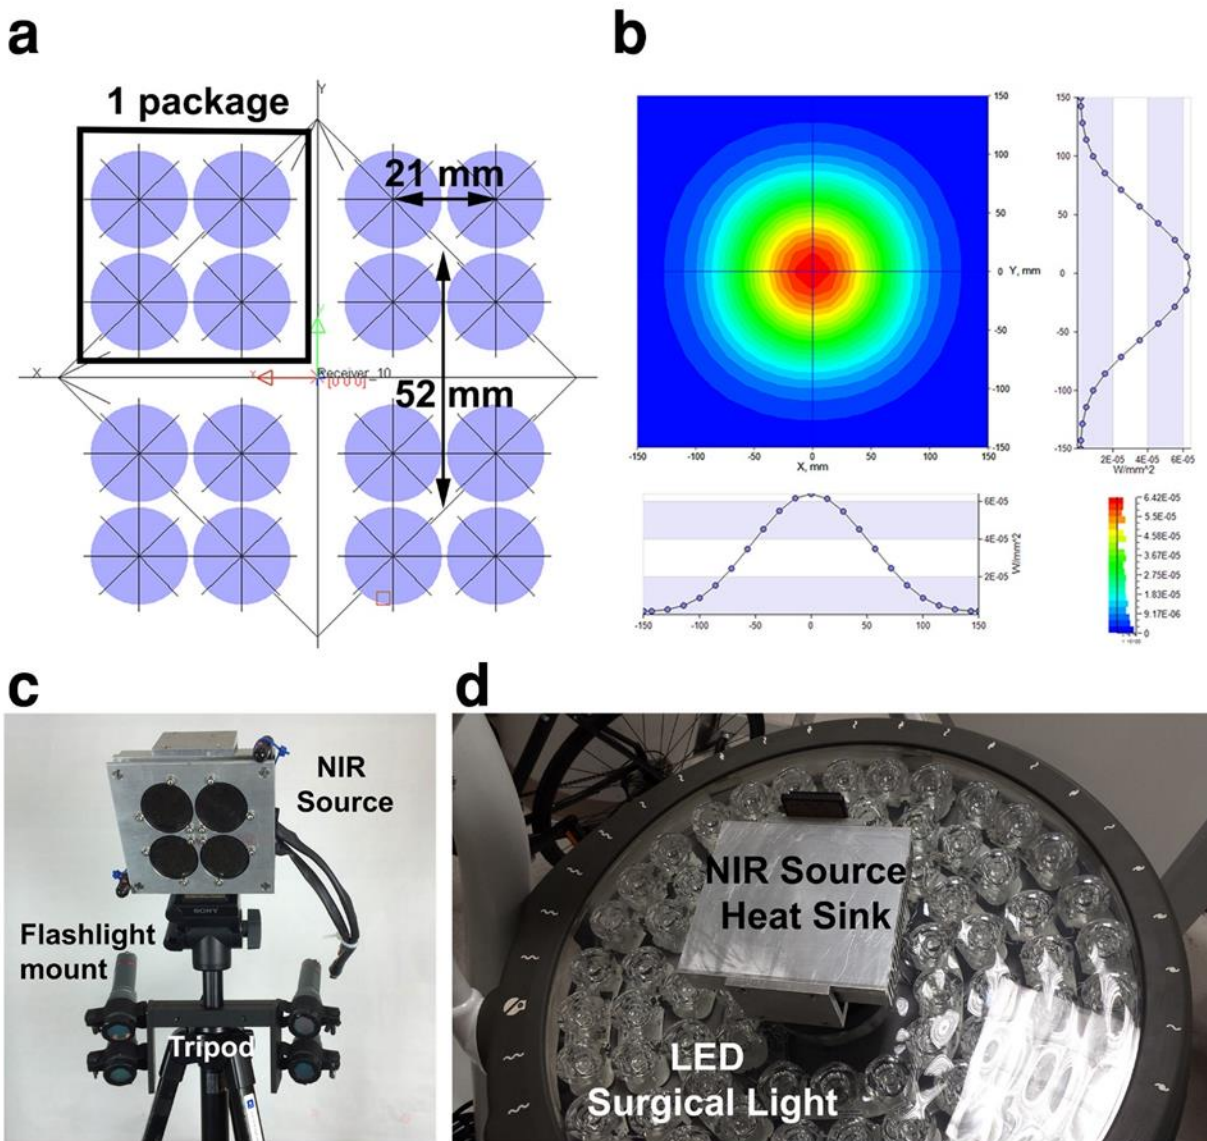 a
1 package
Y
21 mm
X
Receiver_10
[0 0 0]
52 mm
b
150
100
50
0 Y, mm
-50
-100
-150
-150 -100 -50 0 50 100 150
X, mm
150
100
50
0
-50
-100
-150
2E-05 4E-05 6E-05
W/mm^2
6E-05
4E-05
2E-05
W/mm^2
-150 -100 -50 0 50 100 150
6.42E-05
5.5E-05
4.58E-05
3.67E-05
2.75E-05
1.83E-05
9.17E-06
0
c
NIR
Source
SONY
Flashlight
mount
Tripod
d
NIR Source
Heat Sink
LED
Surgical Light